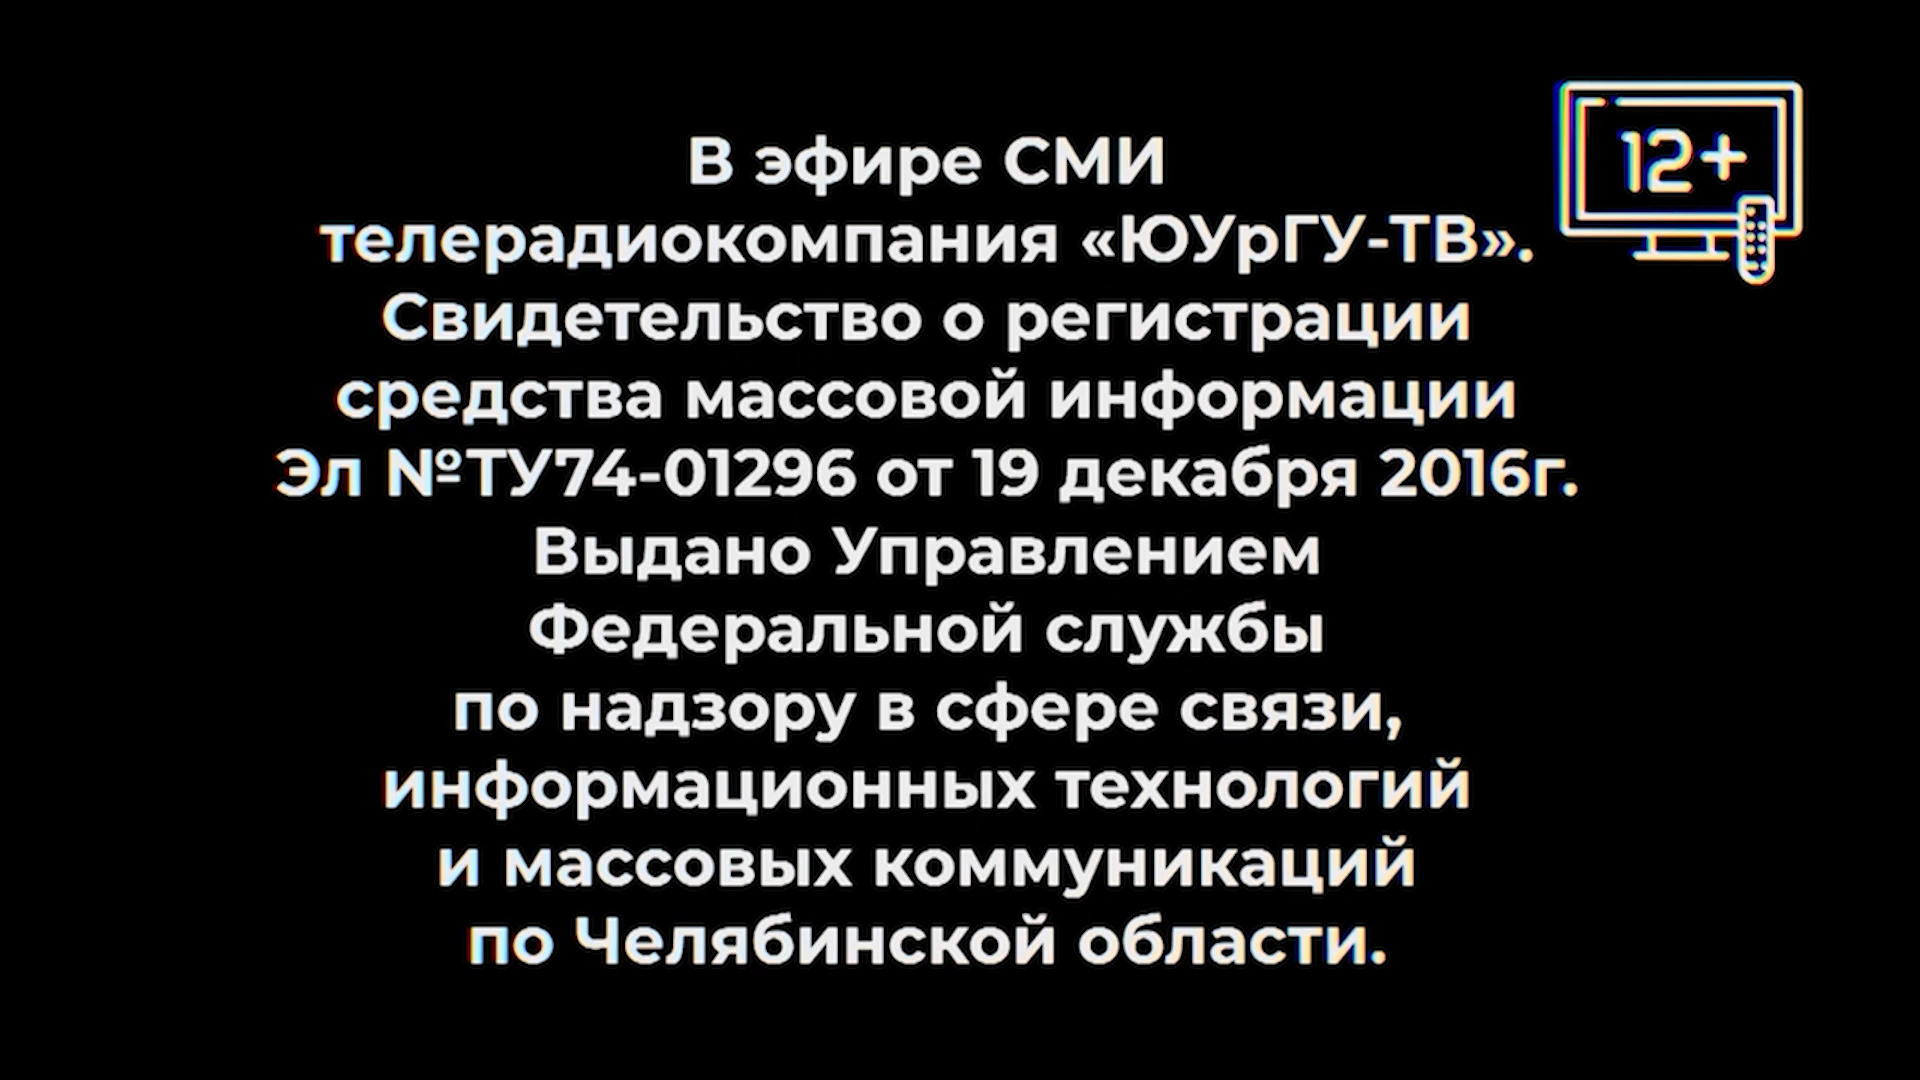 В эфире СМИ
12+
телерадиокомпания «ЮУрГУ-ТВ».
Свидетельство о регистрации
средства массовой информации
Эл №ТУ74-01296 от 19 декабря 2016г.
Выдано Управлением
Федеральной службы
по надзору в сфере связи,
информационных технологий
и массовых коммуникаций
по Челябинской области.